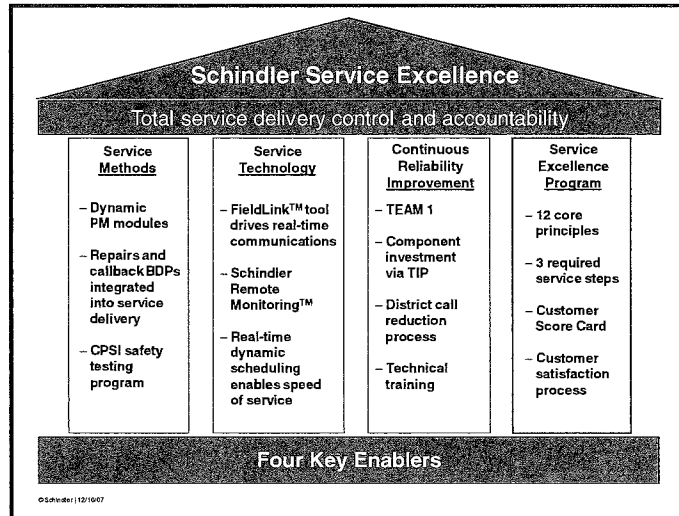 Schindler Service Excellence
Total service delivery control and accountability
Service
Methods
– Dynamic
PM modules
– Repairs and
callback BDPs
integrated
into service
delivery
– CPSI safety
testing
program
Service
Technology
– FieldLink™ tool
drives real-time
communications
– Schindler
Remote
Monitoring™
– Real-time
dynamic
scheduling
enables speed
of service
Continuous
Reliability
Improvement
– TEAM 1
– Component
investment
via TIP
– District call
reduction
process
– Technical
training
Service
Excellence
Program
– 12 core
principles
– 3 required
service steps
– Customer
Score Card
– Customer
satisfaction
process
Four Key Enablers
©Schindler | 12/10/07